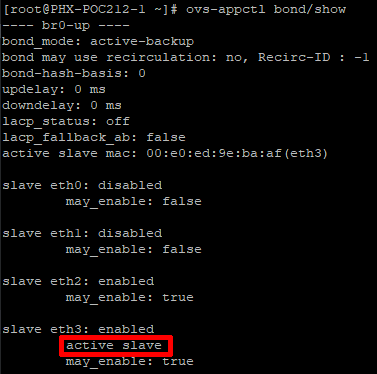 [root@PHX-POC212-1 ~]# ovs-appctl bond/show
---- br0-up ----
bond_mode: active-backup
bond may use recirculation: no, Recirc-ID : -1
bond-hash-basis: 0
updelay: 0 ms
downdelay: 0 ms
lacp_status: off
lacp_fallback_ab: false
active slave mac: 00:e0:ed:9e:ba:af(eth3)
slave eth0: disabled
may_enable: false
slave eth1: disabled
may_enable: false
slave eth2: enabled
may_enable: true
slave eth3: enabled
active slave
may_enable: true